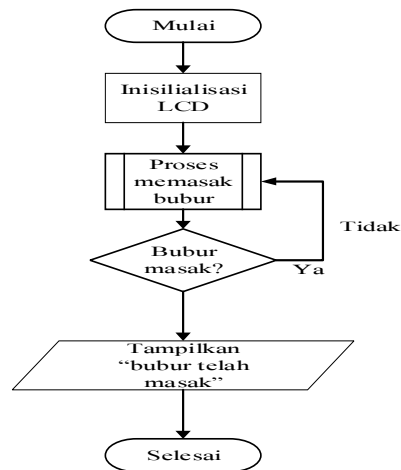 Mulai
Inisilialisasi
LCD
Proses
memasak
bubur
Tidak
Bubur
masak?
Ya
Tampilkan
“bubur telah
masak”
Selesai